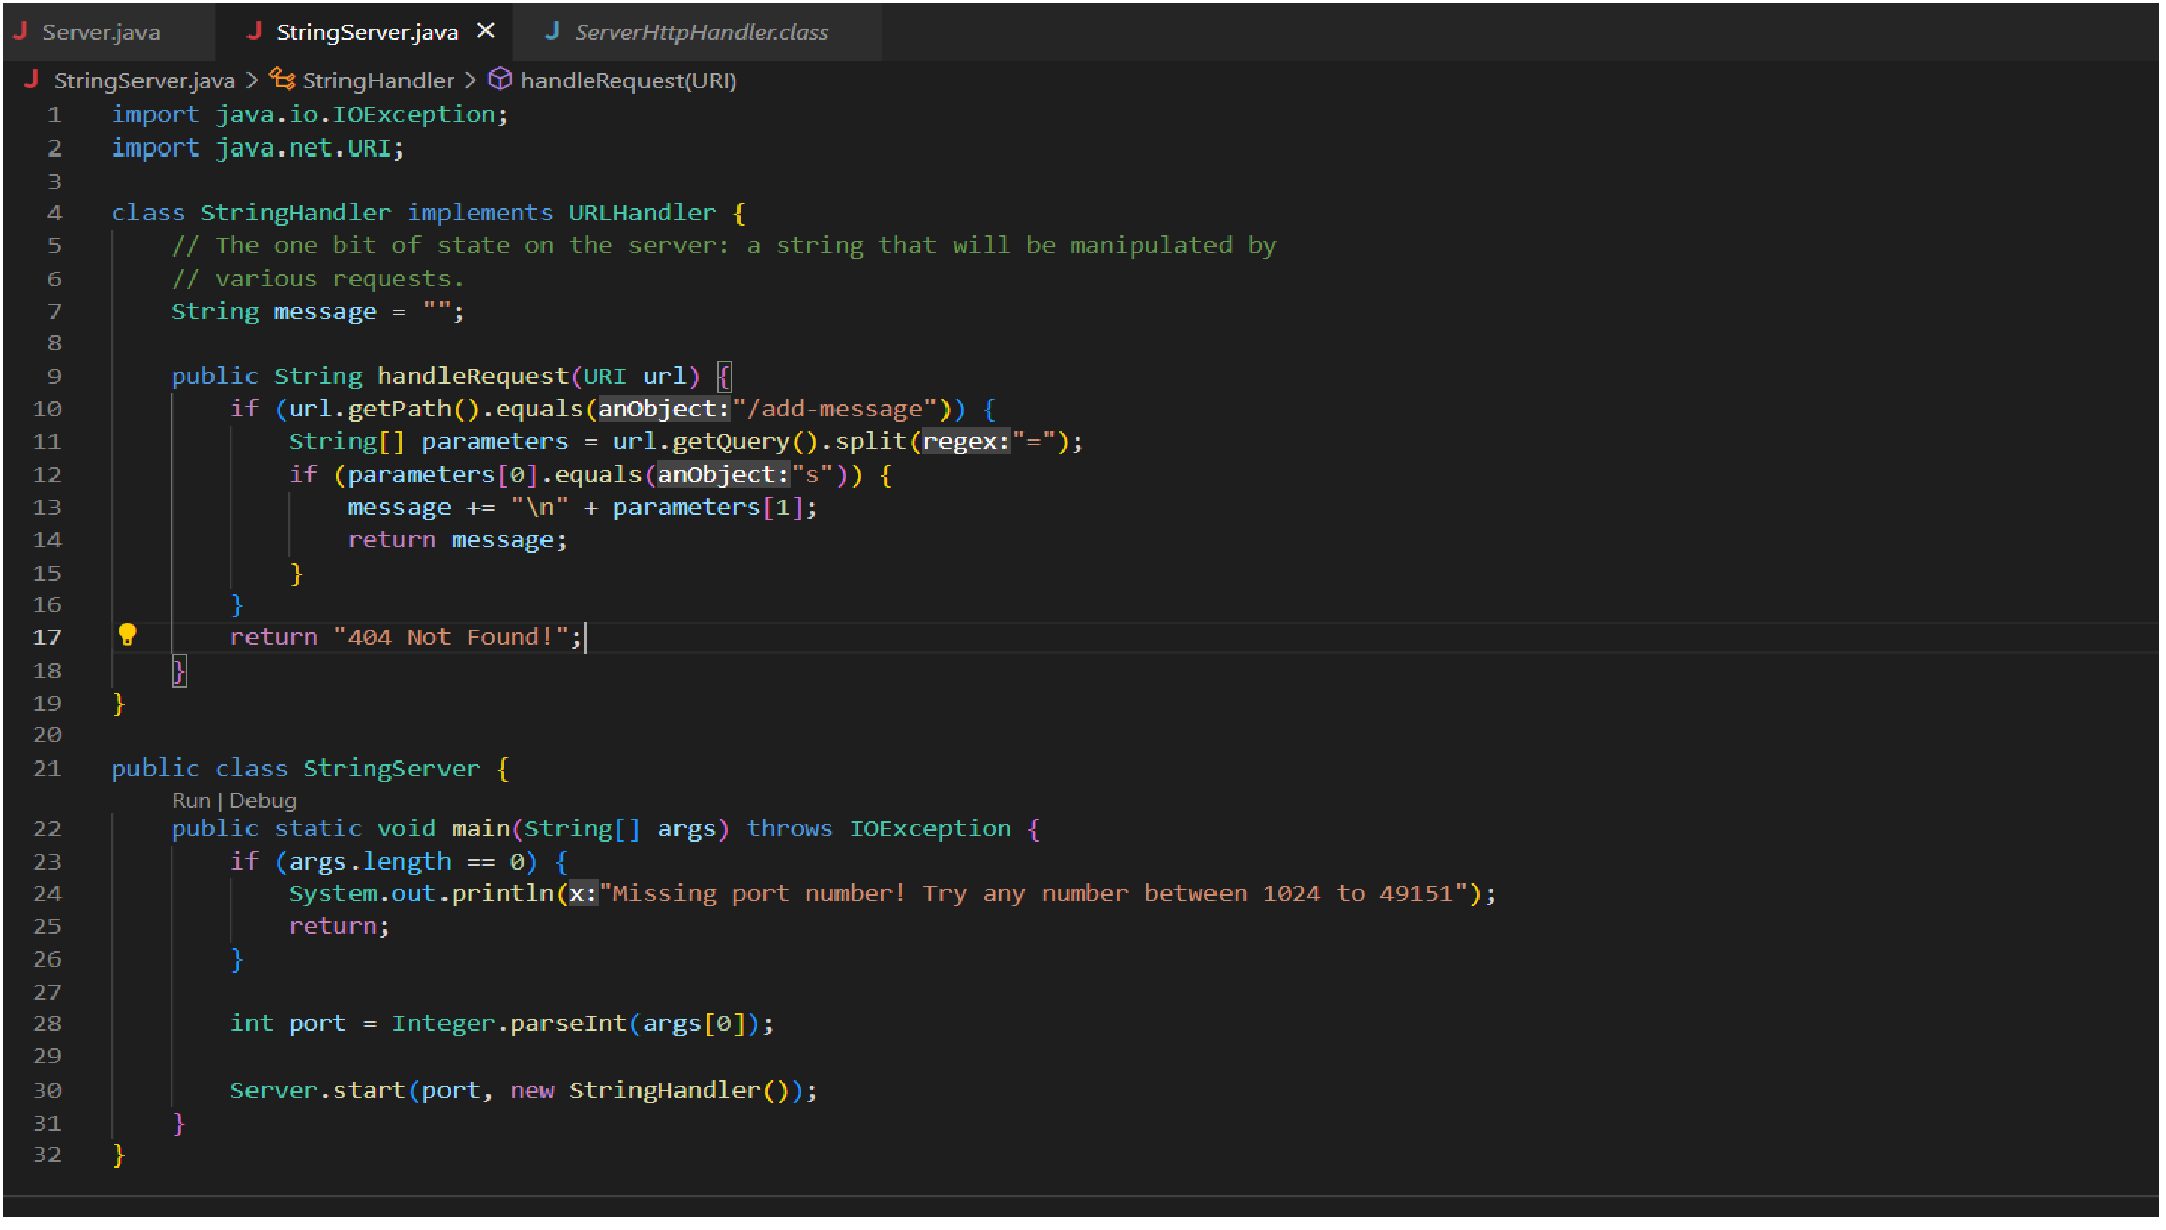 Server.java StringServer.java × ServerHttpHandler.class
StringServer.java > StringHandler > handleRequest(URI)
1 import java.io.IOException;
2 import java.net.URI;
3
4 class StringHandler implements URLHandler {
5 // The one bit of state on the server: a string that will be manipulated by
6 // various requests.
7 String message = "";
8
9 public String handleRequest(URI url) {
10 if (url.getPath().equals(anObject:"/add-message")) {
11 String[] parameters = url.getQuery().split(regex:"=");
12 if (parameters[0].equals(anObject:"s")) {
13 message += "\n" + parameters[1];
14 return message;
15 }
16 }
17 return "404 Not Found!";
18 }
19 }
20
21 public class StringServer {
Run | Debug
22 public static void main(String[] args) throws IOException {
23 if (args.length == 0) {
24 System.out.println(x:"Missing port number! Try any number between 1024 to 49151");
25 return;
26 }
27
28 int port = Integer.parseInt(args[0]);
29
30 Server.start(port, new StringHandler());
31 }
32 }